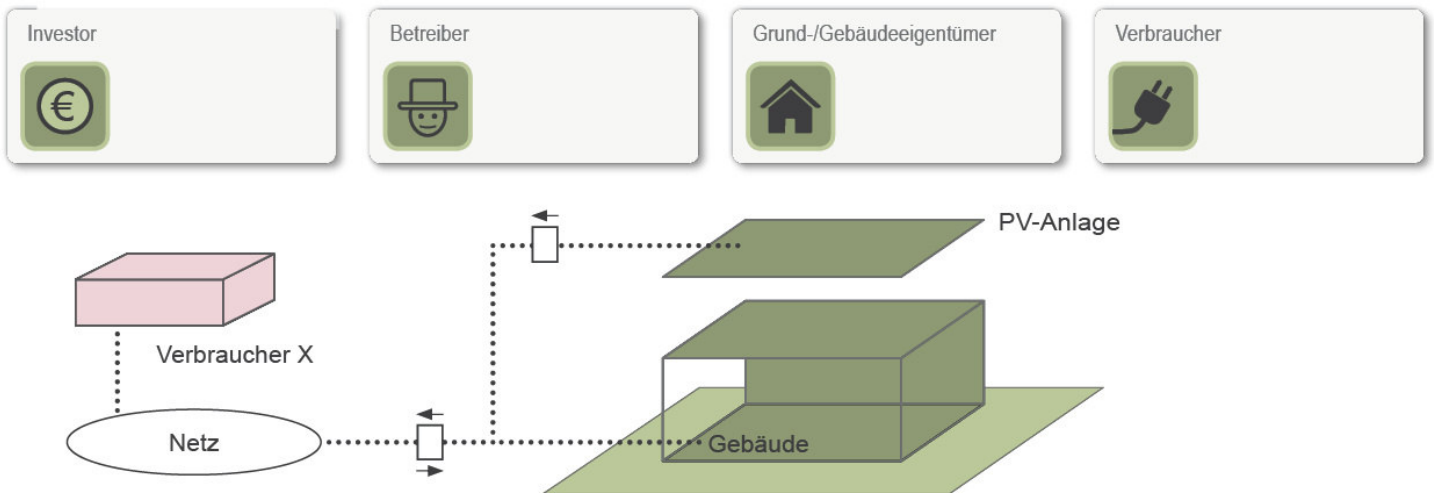 Investor
Betreiber
Grund-/Gebäudeeigentümer
Verbraucher
€
PV-Anlage
Verbraucher X
Netz
Gebäude